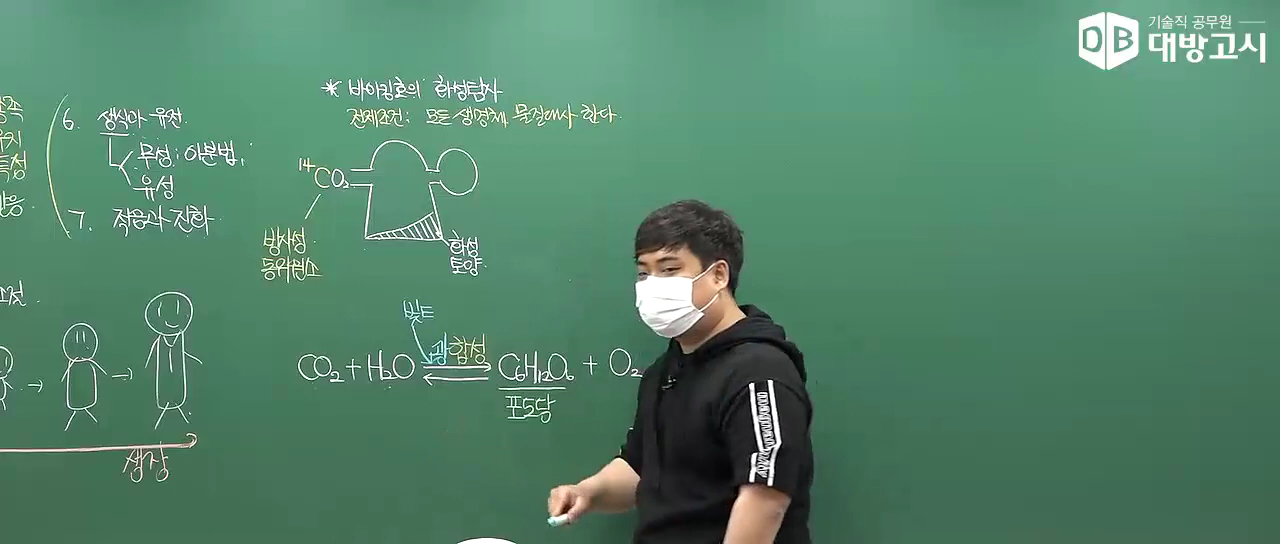 기술직 공무원
DB 대방고시
6. 생식과 유전
무성 : 이분법,
유성
7. 적응과 진화
* 바이킹호의 화성탐사
전제조건: 모든 생명체 물질대사 한다.
¹⁴CO₂
방사성
동위원소
화성
토양
빛E
광합성
CO₂ + H₂O ⇄ C₆H₁₂O₆ + O₂
포도당
생장